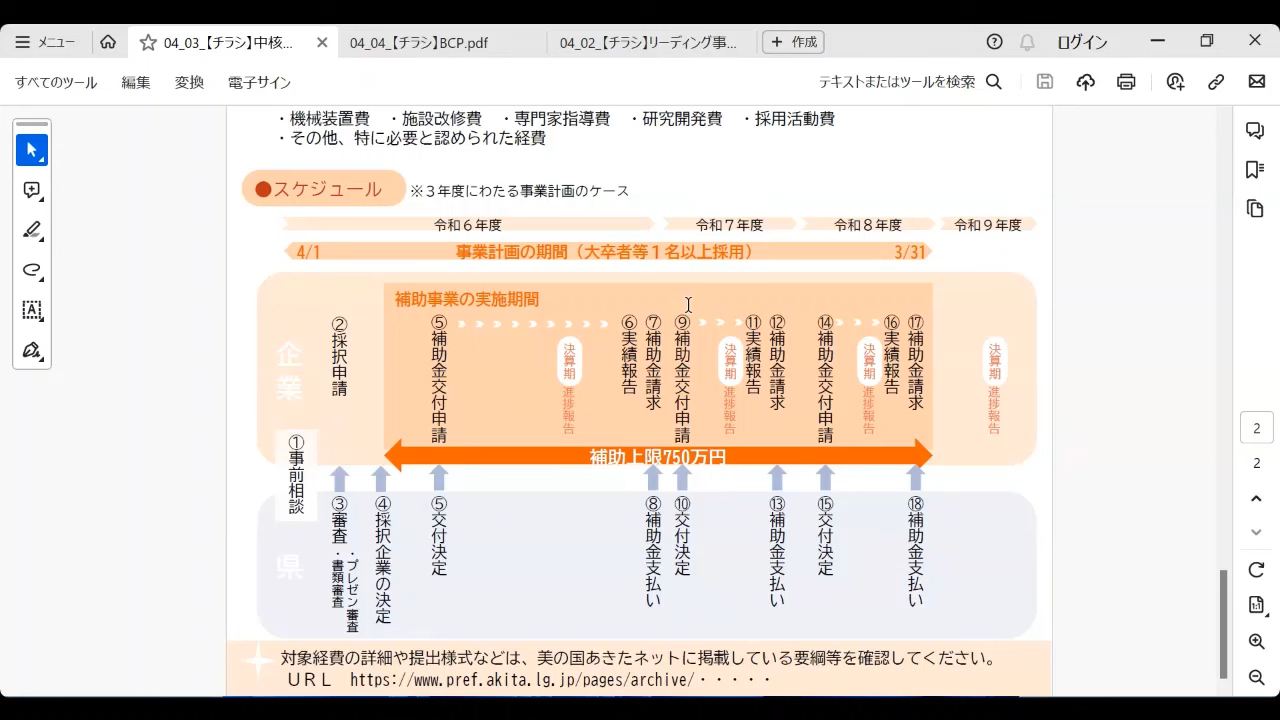 メニュー
04_03_【チラシ】中核...
04_04_【チラシ】BCP.pdf
04_02_【チラシ】リーディング事...
作成
ログイン
すべてのツール
編集
変換
電子サイン
テキストまたはツールを検索
・機械装置費 ・施設改修費 ・専門家指導費 ・研究開発費 ・採用活動費
・その他、特に必要と認められた経費
●スケジュール ※３年度にわたる事業計画のケース
令和６年度 令和７年度 令和８年度 令和９年度
4/1 事業計画の期間（大卒者等１名以上採用） 3/31
補助事業の実施期間
企業
①事前相談
②採択申請
⑤補助金交付申請
決算期
進捗報告
⑥実績報告
⑦補助金請求
⑨補助金交付申請
決算期
進捗報告
⑪実績報告
⑫補助金請求
⑭補助金交付申請
決算期
進捗報告
⑯実績報告
⑰補助金請求
決算期
進捗報告
補助上限750万円
県
③審査
・プレゼン審査
・書類審査
④採択企業の決定
⑤交付決定
⑧補助金支払い
⑩交付決定
⑬補助金支払い
⑮交付決定
⑱補助金支払い
対象経費の詳細や提出様式などは、美の国あきたネットに掲載している要綱等を確認してください。
ＵＲＬ https://www.pref.akita.lg.jp/pages/archive/・・・・・
2
2